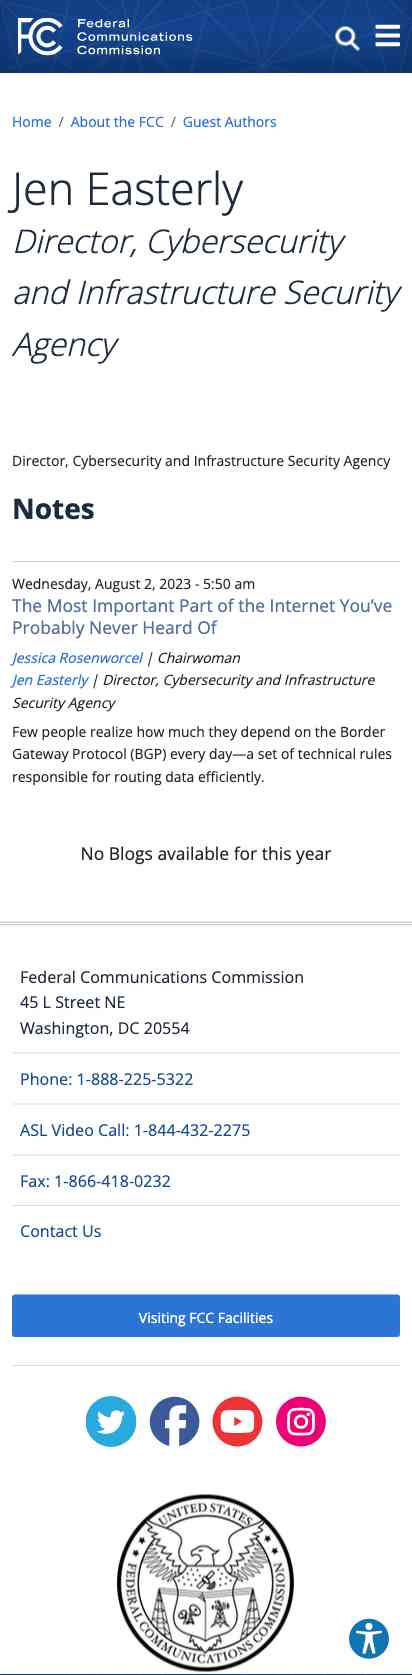 FCC
Federal
Communications
Commission
Home / About the FCC / Guest Authors
Jen Easterly
Director, Cybersecurity
and Infrastructure Security
Agency
Director, Cybersecurity and Infrastructure Security Agency
Notes
Wednesday, August 2, 2023 - 5:50 am
The Most Important Part of the Internet You’ve
Probably Never Heard Of
Jessica Rosenworcel | Chairwoman
Jen Easterly | Director, Cybersecurity and Infrastructure
Security Agency
Few people realize how much they depend on the Border
Gateway Protocol (BGP) every day—a set of technical rules
responsible for routing data efficiently.
No Blogs available for this year
Federal Communications Commission
45 L Street NE
Washington, DC 20554
Phone: 1-888-225-5322
ASL Video Call: 1-844-432-2275
Fax: 1-866-418-0232
Contact Us
Visiting FCC Facilities
UNITED STATES
FEDERAL COMMUNICATIONS COMMISSION